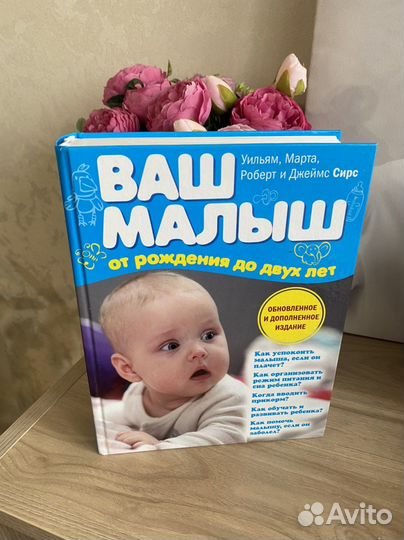 ВАШ
Уильям, Марта,
Роберт и Джеймс Сирс
МАЛЫШ
от рождения до двух лет
ОБНОВЛЕННОЕ
И ДОПОЛНЕННОЕ
ИЗДАНИЕ
Как успокоить
малыша, если он
плачет?
Как организовать
режим питания и
сна ребенка?
Когда вводить
прикорм?
Как обучать и
развивать ребенка?
Как помочь
малышу, если он
заболел?
Avito